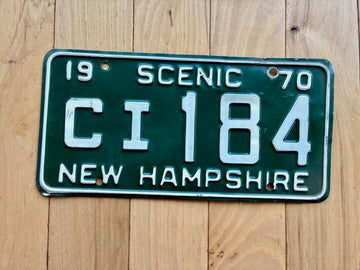 19 SCENIC 70
CI 184
NEW HAMPSHIRE